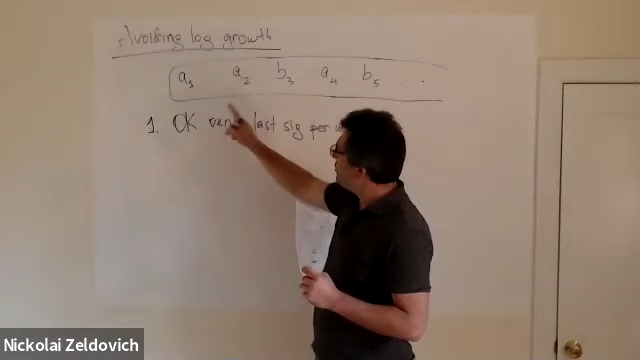 Avoiding log growth
a₁ a₂ b₃ a₄ b₅ ...
1. OK last sig per
Nickolai Zeldovich